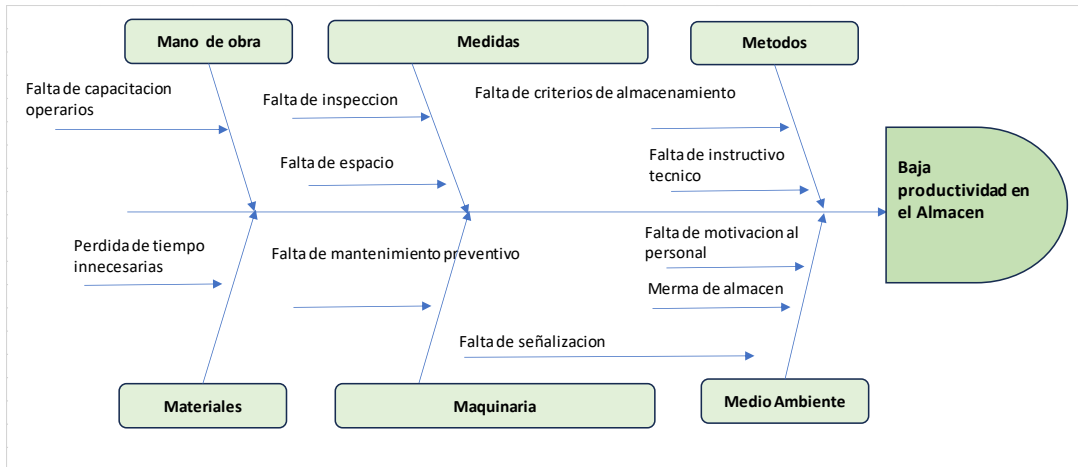 Mano de obra
Medidas
Metodos
Falta de capacitacion
operarios
Falta de inspeccion
Falta de criterios de almacenamiento
Falta de espacio
Falta de instructivo
tecnico
Baja
productividad en
el Almacen
Perdida de tiempo
innecesarias
Falta de mantenimiento preventivo
Falta de motivacion al
personal
Merma de almacen
Falta de señalizacion
Materiales
Maquinaria
Medio Ambiente